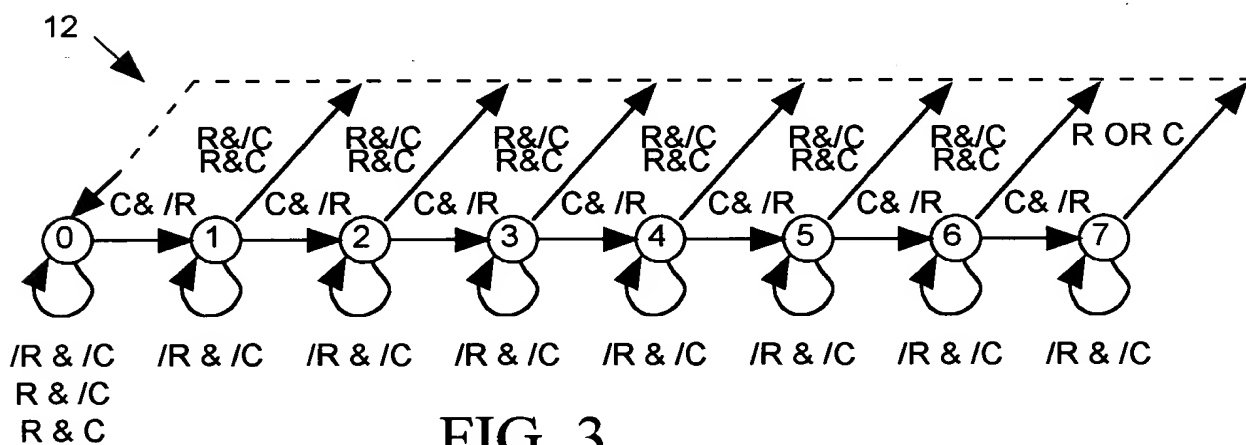 12
R&/C R&/C R&/C R&/C R&/C R&/C R OR C
R&C R&C R&C R&C R&C R&C
C& /R C& /R C& /R C& /R C& /R C& /R C& /R
0 1 2 3 4 5 6 7
/R & /C /R & /C /R & /C /R & /C /R & /C /R & /C /R & /C /R & /C
R & /C
R & C
FIG. 3